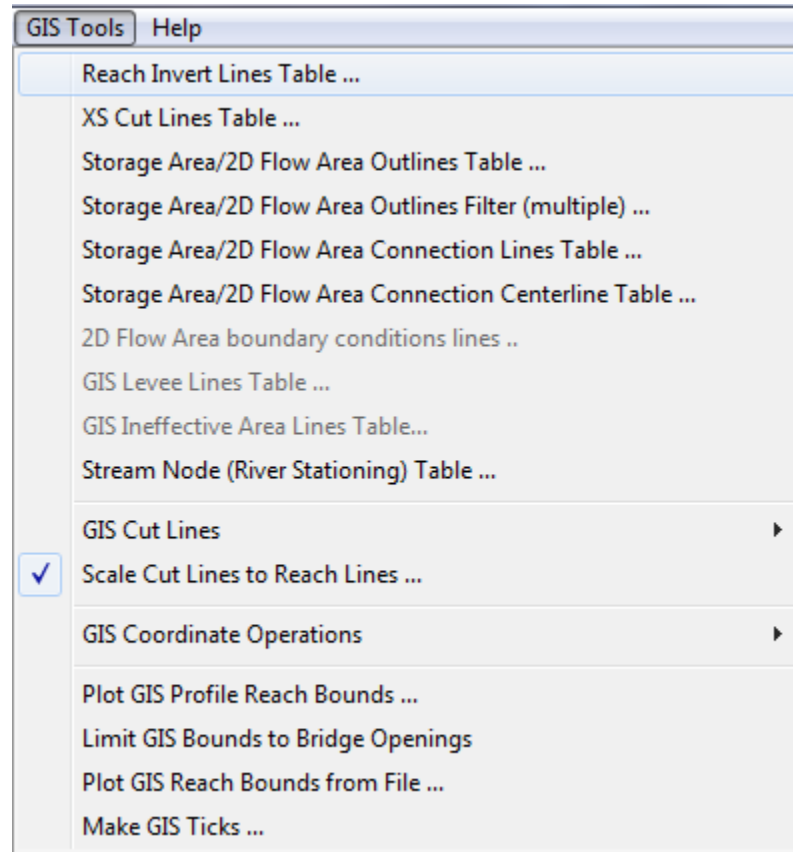 GIS Tools Help
Reach Invert Lines Table ...
XS Cut Lines Table ...
Storage Area/2D Flow Area Outlines Table ...
Storage Area/2D Flow Area Outlines Filter (multiple) ...
Storage Area/2D Flow Area Connection Lines Table ...
Storage Area/2D Flow Area Connection Centerline Table ...
2D Flow Area boundary conditions lines ..
GIS Levee Lines Table ...
GIS Ineffective Area Lines Table...
Stream Node (River Stationing) Table ...
GIS Cut Lines
Scale Cut Lines to Reach Lines ...
GIS Coordinate Operations
Plot GIS Profile Reach Bounds ...
Limit GIS Bounds to Bridge Openings
Plot GIS Reach Bounds from File ...
Make GIS Ticks ...